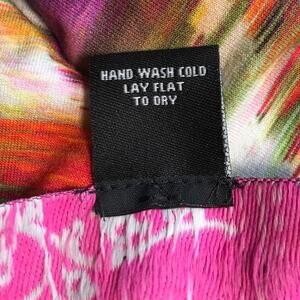 HAND WASH COLD
LAY FLAT
TO DRY